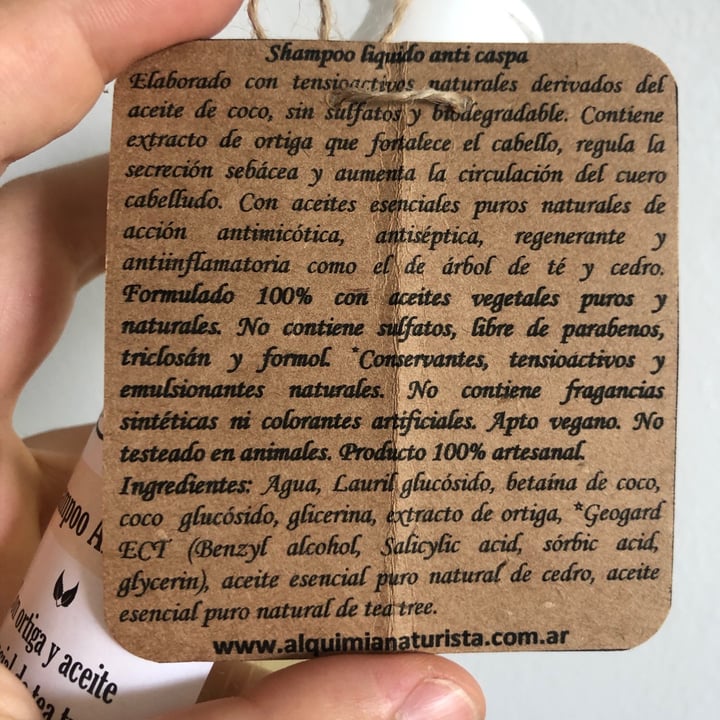 Shampoo liquido anti caspa
Elaborado con tensioactivos naturales derivados del
aceite de coco, sin sulfatos y biodegradable. Contiene
extracto de ortiga que fortalece el cabello, regula la
secreción sebácea y aumenta la circulación del cuero
cabelludo. Con aceites esenciales puros naturales de
acción antimicótica, antiséptica, regenerante y
antiinflamatoria como el de árbol de té y cedro.
Formulado 100% con aceites vegetales puros y
naturales. No contiene sulfatos, libre de parabenos,
triclosán y formol. *Conservantes, tensioáctivos y
emulsionantes naturales. No contiene fragancias
sintéticas ni colorantes artificiales. Apto vegano. No
testeado en animales. Producto 100% artesanal.
Ingredientes: Agua, Lauril glucósido, betaína de coco,
coco glucósido, glicerina, extracto de ortiga, *Geogard
ECT (Benzyl alcohol, Salicylic acid, sórbic acid,
glycerin), aceite esencial puro natural de cedro, aceite
esencial puro natural de tea tree.
www.alquimianaturista.com.ar
ortiga y aceite
de tea